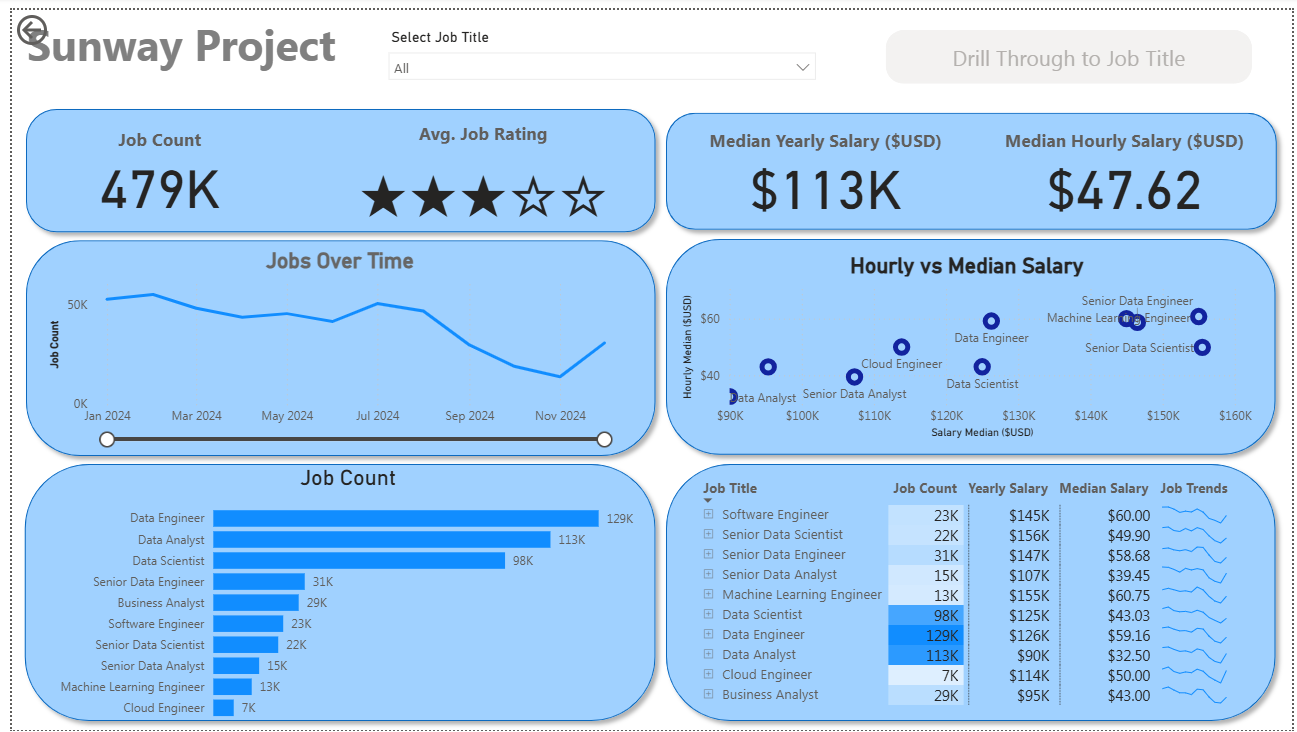 Sunway Project
Select Job Title
All
Drill Through to Job Title
Job Count
479K
Avg. Job Rating
Median Yearly Salary ($USD)
$113K
Median Hourly Salary ($USD)
$47.62
Jobs Over Time
Job Count
50K
0K
Jan 2024 Mar 2024 May 2024 Jul 2024 Sep 2024 Nov 2024
Hourly vs Median Salary
Hourly Median ($USD)
$60
$40
Senior Data Engineer
Machine Learning Engineer
Data Engineer
Senior Data Scientist
Cloud Engineer
Data Scientist
Data Analyst
Senior Data Analyst
$90K $100K $110K $120K $130K $140K $150K $160K
Salary Median ($USD)
Job Count
Data Engineer 129K
Data Analyst 113K
Data Scientist 98K
Senior Data Engineer 31K
Business Analyst 29K
Software Engineer 23K
Senior Data Scientist 22K
Senior Data Analyst 15K
Machine Learning Engineer 13K
Cloud Engineer 7K
Job Title Job Count Yearly Salary Median Salary Job Trends
Software Engineer 23K $145K $60.00
Senior Data Scientist 22K $156K $49.90
Senior Data Engineer 31K $147K $58.68
Senior Data Analyst 15K $107K $39.45
Machine Learning Engineer 13K $155K $60.75
Data Scientist 98K $125K $43.03
Data Engineer 129K $126K $59.16
Data Analyst 113K $90K $32.50
Cloud Engineer 7K $114K $50.00
Business Analyst 29K $95K $43.00